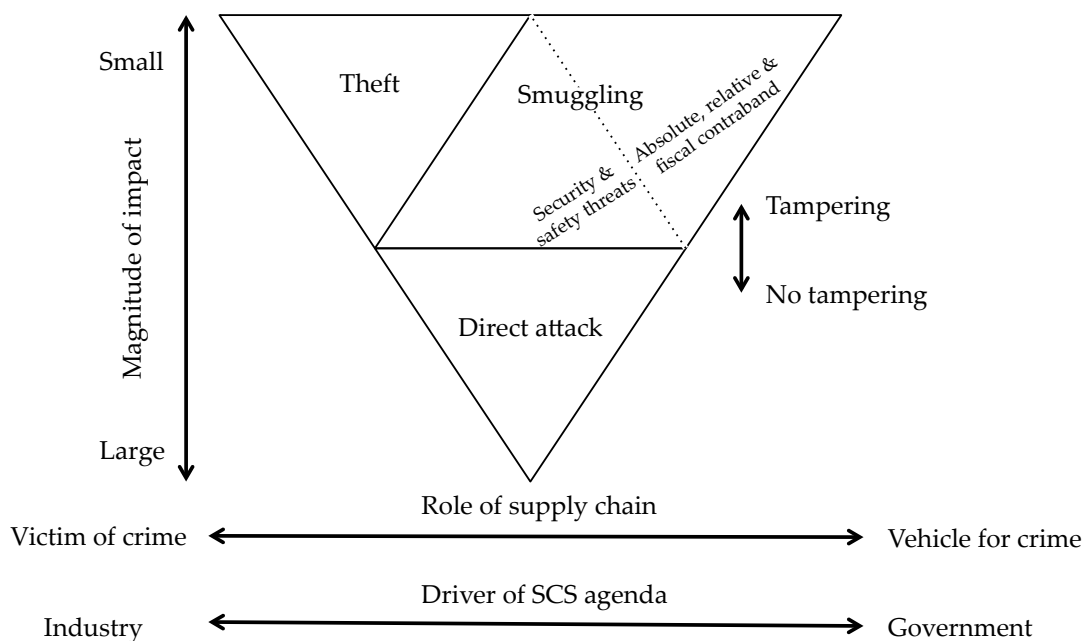 Small
Theft
Smuggling
Absolute, relative &
fiscal contraband
Security &
safety threats
Magnitude of impact
Tampering
No tampering
Direct attack
Large
Role of supply chain
Victim of crime
Vehicle for crime
Driver of SCS agenda
Industry
Government